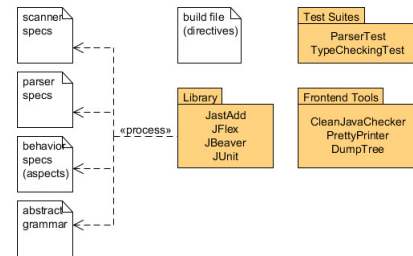 scanner
specs
parser
specs
behavior
specs
(aspects)
abstract
grammar
«process»
build file
(directives)
Library
JastAdd
JFlex
JBeaver
JUnit
Test Suites
ParserTest
TypeCheckingTest
Frontend Tools
CleanJavaChecker
PrettyPrinter
DumpTree